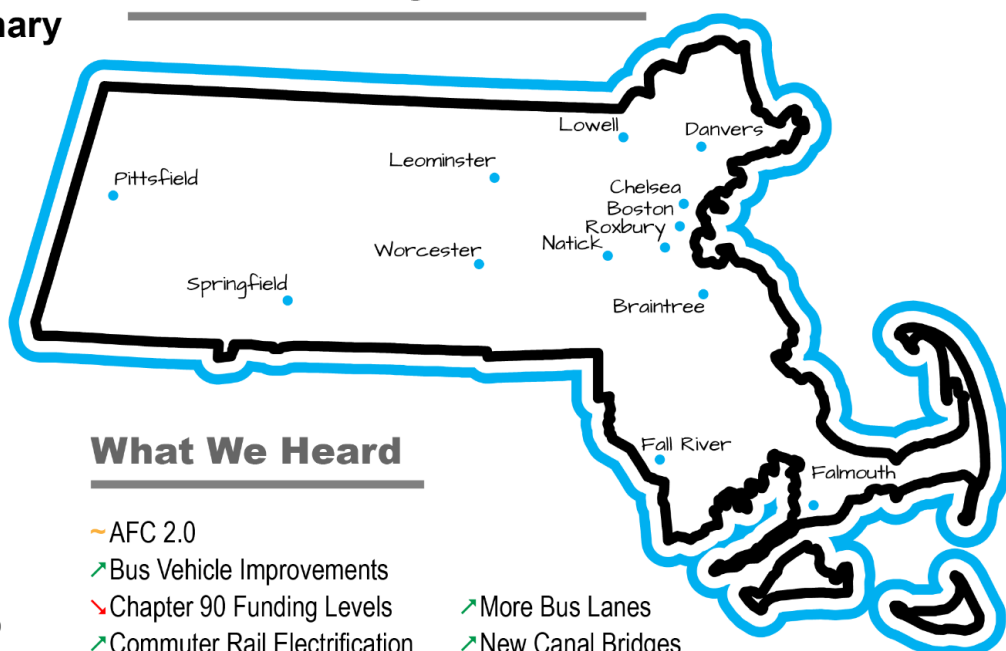 Lowell
Danvers
Leominster
Pittsfield
Chelsea
Boston
Roxbury
Natick
Worcester
Springfield
Braintree
What We Heard
Fall River
Falmouth
~AFC 2.0
↗Bus Vehicle Improvements
↘Chapter 90 Funding Levels
↗More Bus Lanes
↗Commuter Rail Electrification
↗New Canal Bridges